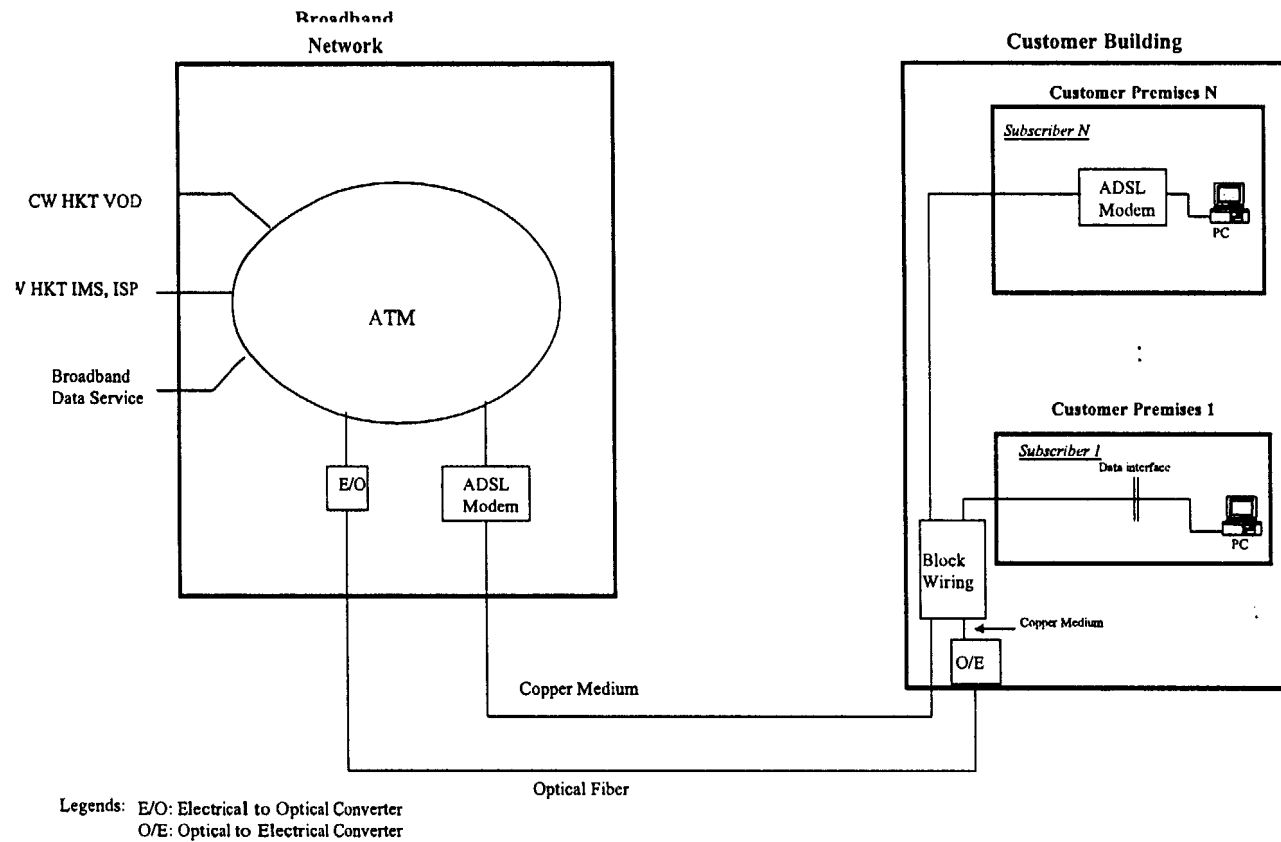 Broadband
Network
Customer Building
Customer Premises N
Subscriber N
ADSL
Modem
PC
CW HKT VOD
HKT IMS, ISP
ATM
Broadband
Data Service
:
Customer Premises 1
Subscriber 1
Data interface
PC
E/O
ADSL
Modem
Block
Wiring
Copper Medium
O/E
Copper Medium
Optical Fiber
Legends: E/O: Electrical to Optical Converter
O/E: Optical to Electrical Converter